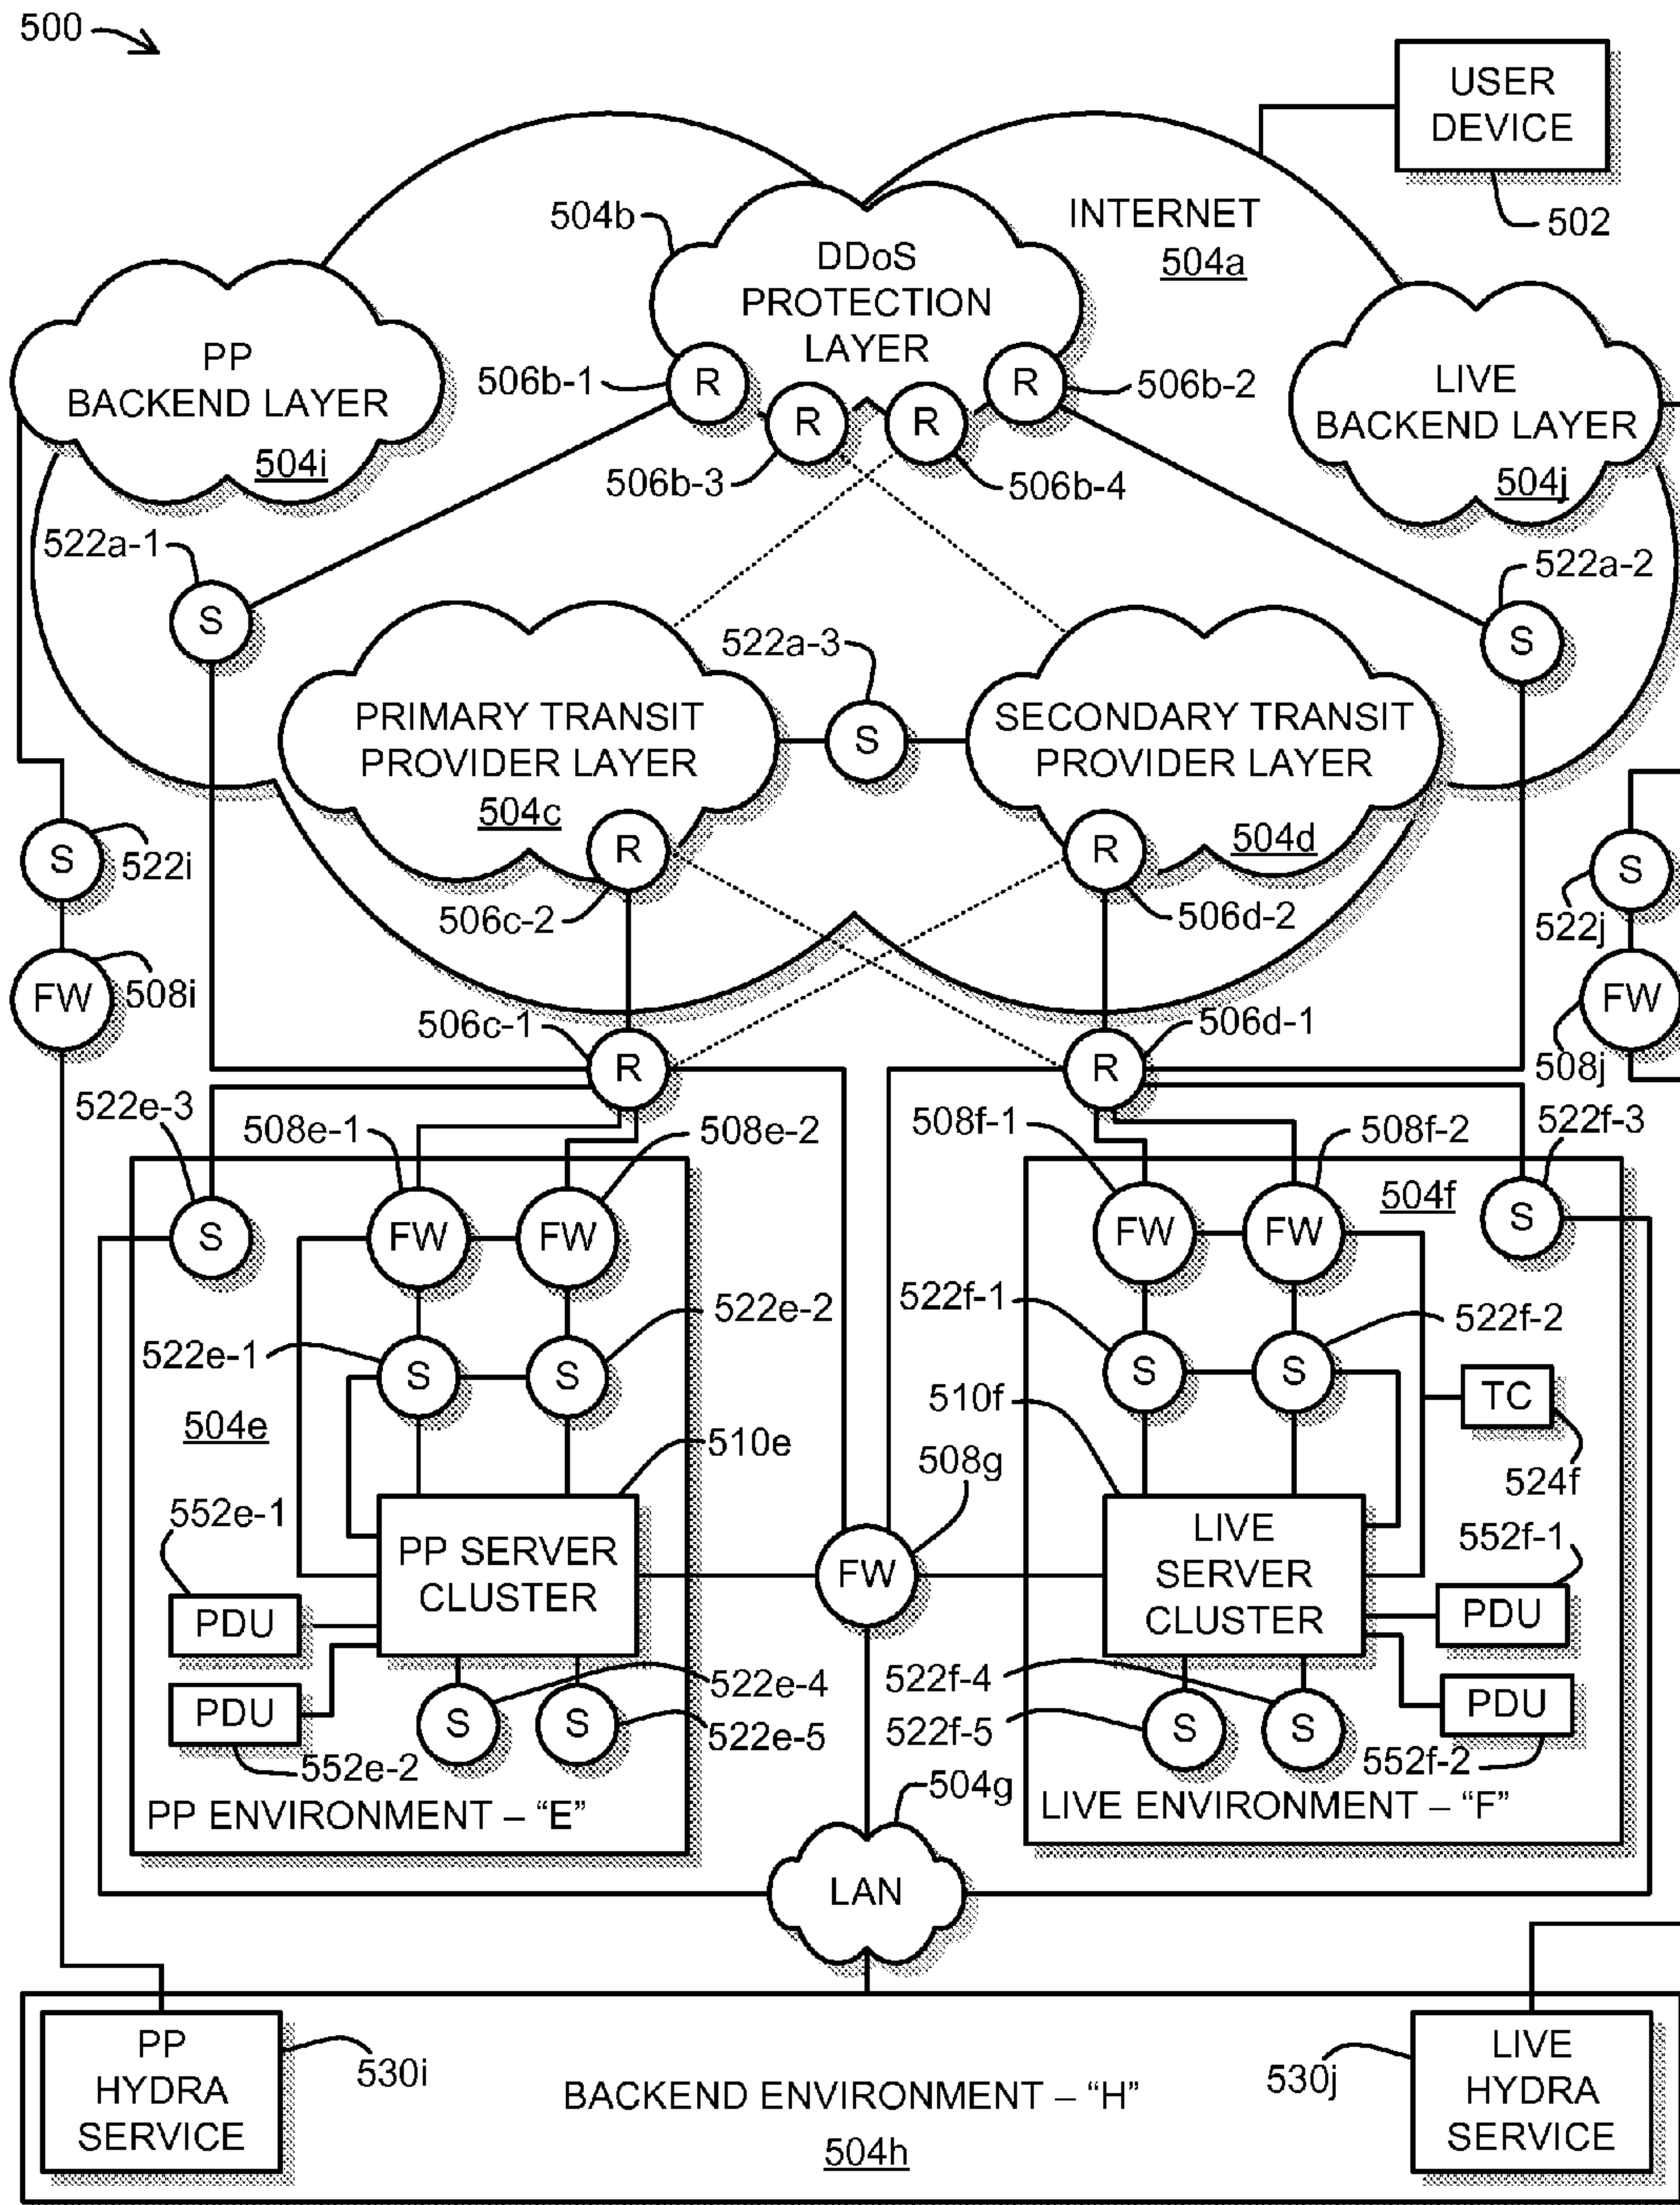 500
USER
DEVICE
502
INTERNET
504a
504b
DDoS
PROTECTION
LAYER
506b-1
R
R
R
R
506b-2
506b-3
506b-4
PP
BACKEND LAYER
504i
LIVE
BACKEND LAYER
504j
522a-1
S
522a-2
S
522a-3
S
PRIMARY TRANSIT
PROVIDER LAYER
504c
R
506c-2
SECONDARY TRANSIT
PROVIDER LAYER
504d
R
506d-2
S
522i
FW
508i
S
522j
FW
508j
506c-1
R
506d-1
R
522e-3
508e-1
508e-2
508f-1
508f-2
522f-3
S
FW
FW
FW
FW
504f
S
522e-1
S
S
522e-2
522f-1
S
S
522f-2
504e
510e
510f
508g
TC
524f
552e-1
PDU
PP SERVER
CLUSTER
FW
LIVE
SERVER
CLUSTER
552f-1
PDU
PDU
552e-2
S
S
522e-4
522e-5
522f-4
522f-5
S
S
PDU
552f-2
PP ENVIRONMENT – “E”
504g
LIVE ENVIRONMENT – “F”
LAN
PP
HYDRA
SERVICE
530i
BACKEND ENVIRONMENT – “H”
504h
530j
LIVE
HYDRA
SERVICE